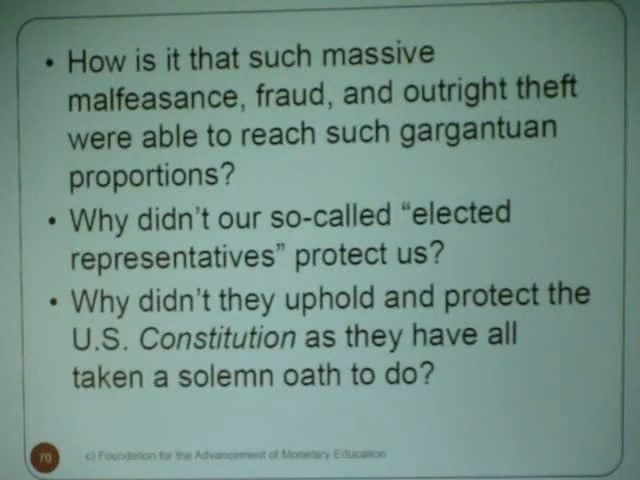 • How is it that such massive
malfeasance, fraud, and outright theft
were able to reach such gargantuan
proportions?
• Why didn't our so-called “elected
representatives” protect us?
• Why didn't they uphold and protect the
U.S. Constitution as they have all
taken a solemn oath to do?
70 c) Foundation for the Advancement of Monetary Education